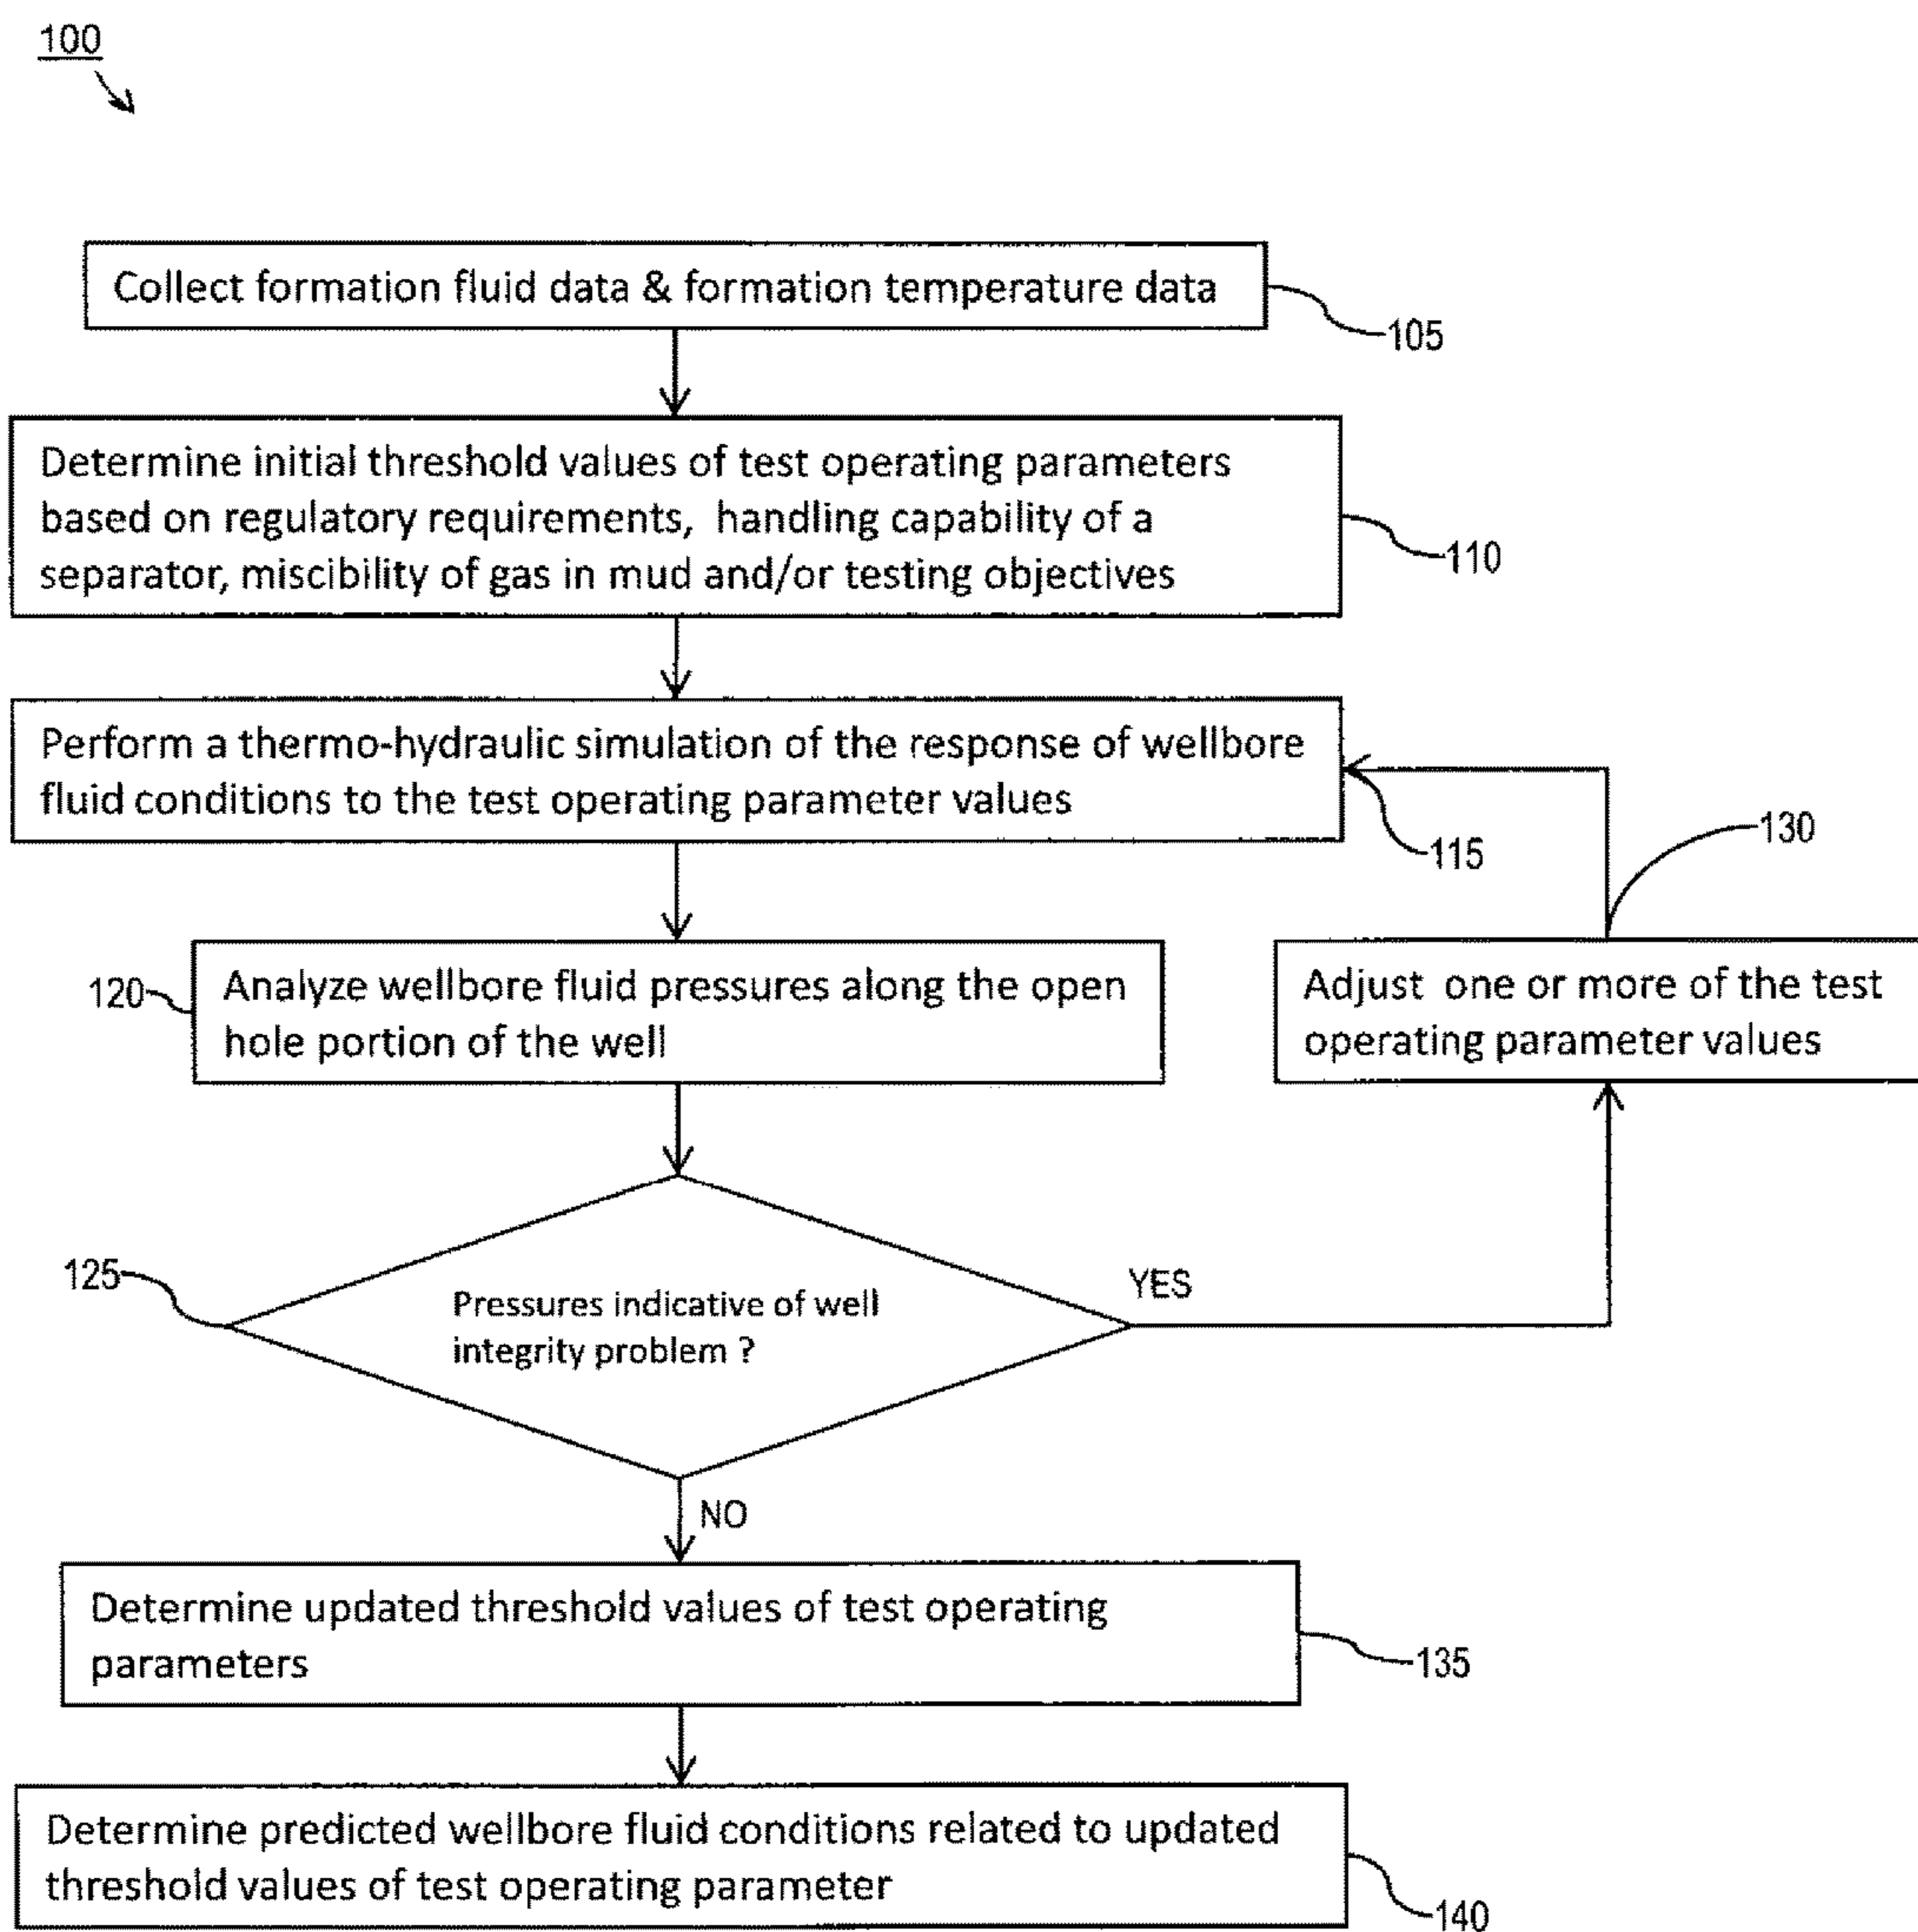 100
Collect formation fluid data & formation temperature data
105
Determine initial threshold values of test operating parameters
based on regulatory requirements, handling capability of a
separator, miscibility of gas in mud and/or testing objectives
110
Perform a thermo-hydraulic simulation of the response of wellbore
fluid conditions to the test operating parameter values
115
130
120
Analyze wellbore fluid pressures along the open
hole portion of the well
Adjust one or more of the test
operating parameter values
125
Pressures indicative of well
integrity problem ?
YES
NO
Determine updated threshold values of test operating
parameters
135
Determine predicted wellbore fluid conditions related to updated
threshold values of test operating parameter
140